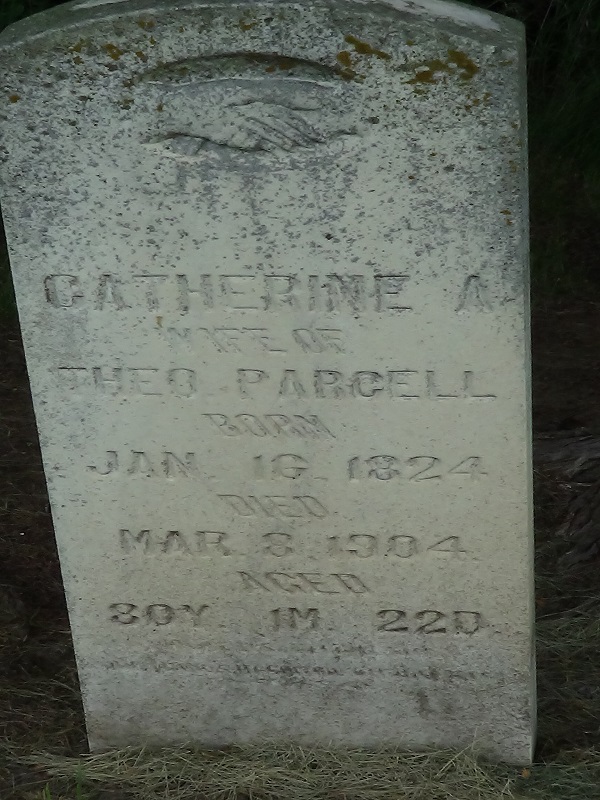 CATHERINE A
WIFE OF
THEO. PARCELL
BORN
JAN. 16. 1824
DIED
MAR. 8. 1904
AGED
80Y 1M 22D